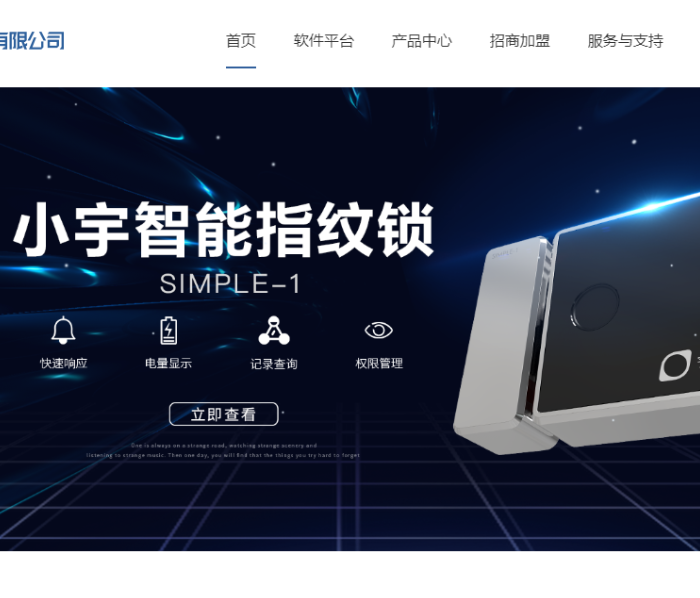 有限公司
首页 软件平台 产品中心 招商加盟 服务与支持
小宇智能指纹锁
SIMPLE-1
快速响应 电量显示 记录查询 权限管理
立即查看
One is always on a strange road, watching strange scenery and
listening to strange music. Then one day, you will find that the things you try hard to forget